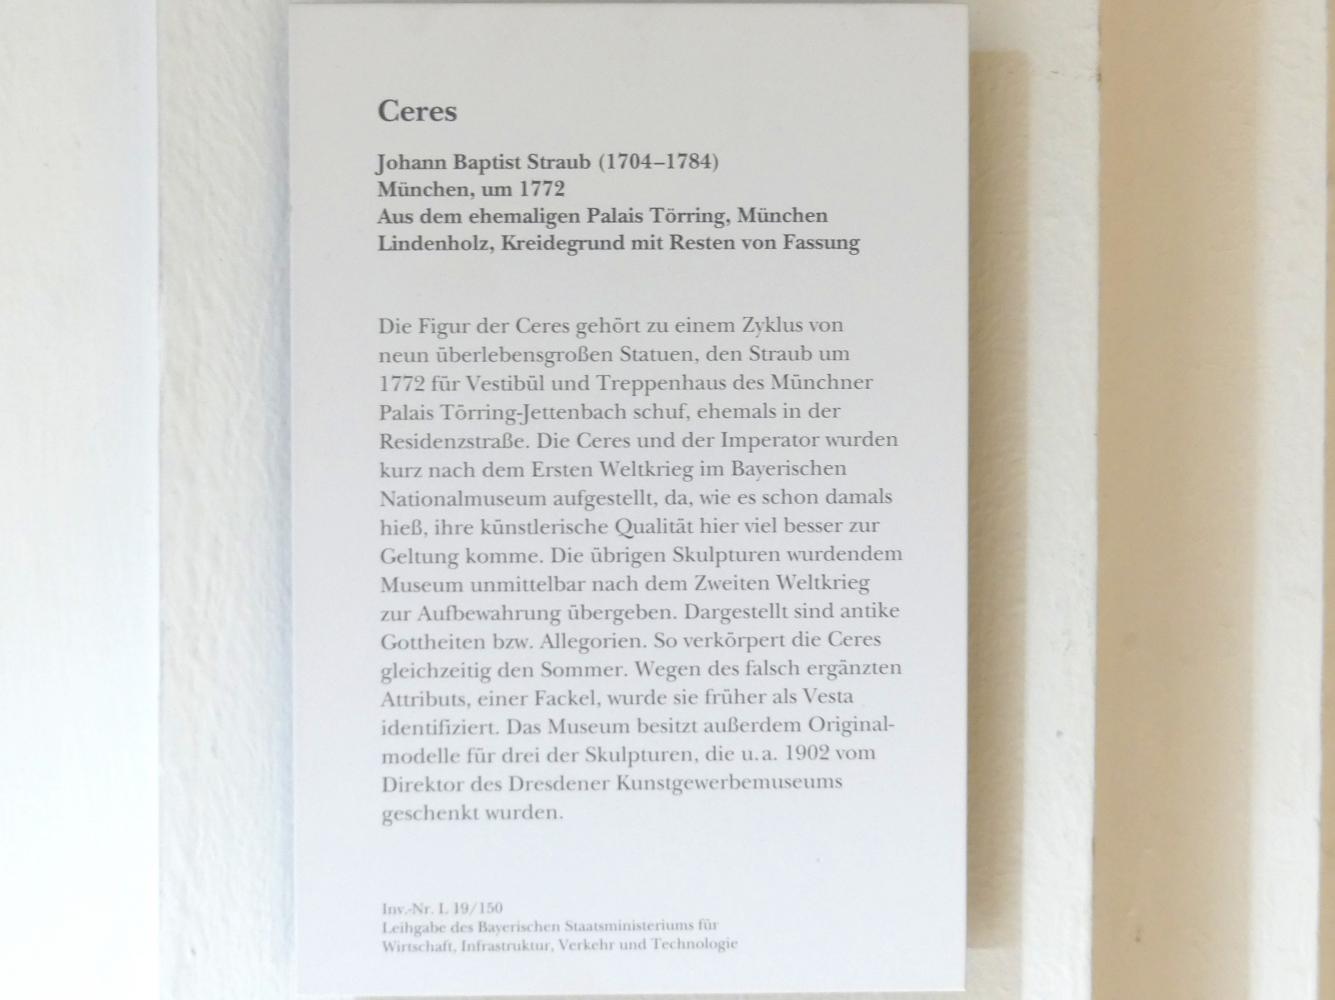 Ceres
Johann Baptist Straub (1704–1784)
München, um 1772
Aus dem ehemaligen Palais Törring, München
Lindenholz, Kreidegrund mit Resten von Fassung
Die Figur der Ceres gehört zu einem Zyklus von
neun überlebensgroßen Statuen, den Straub um
1772 für Vestibül und Treppenhaus des Münchner
Palais Törring-Jettenbach schuf, ehemals in der
Residenzstraße. Die Ceres und der Imperator wurden
kurz nach dem Ersten Weltkrieg im Bayerischen
Nationalmuseum aufgestellt, da, wie es schon damals
hieß, ihre künstlerische Qualität hier viel besser zur
Geltung komme. Die übrigen Skulpturen wurdendem
Museum unmittelbar nach dem Zweiten Weltkrieg
zur Aufbewahrung übergeben. Dargestellt sind antike
Gottheiten bzw. Allegorien. So verkörpert die Ceres
gleichzeitig den Sommer. Wegen des falsch ergänzten
Attributs, einer Fackel, wurde sie früher als Vesta
identifiziert. Das Museum besitzt außerdem Original-
modelle für drei der Skulpturen, die u. a. 1902 vom
Direktor des Dresdener Kunstgewerbemuseums
geschenkt wurden.
Inv.-Nr. L 19/150
Leihgabe des Bayerischen Staatsministeriums für
Wirtschaft, Infrastruktur, Verkehr und Technologie